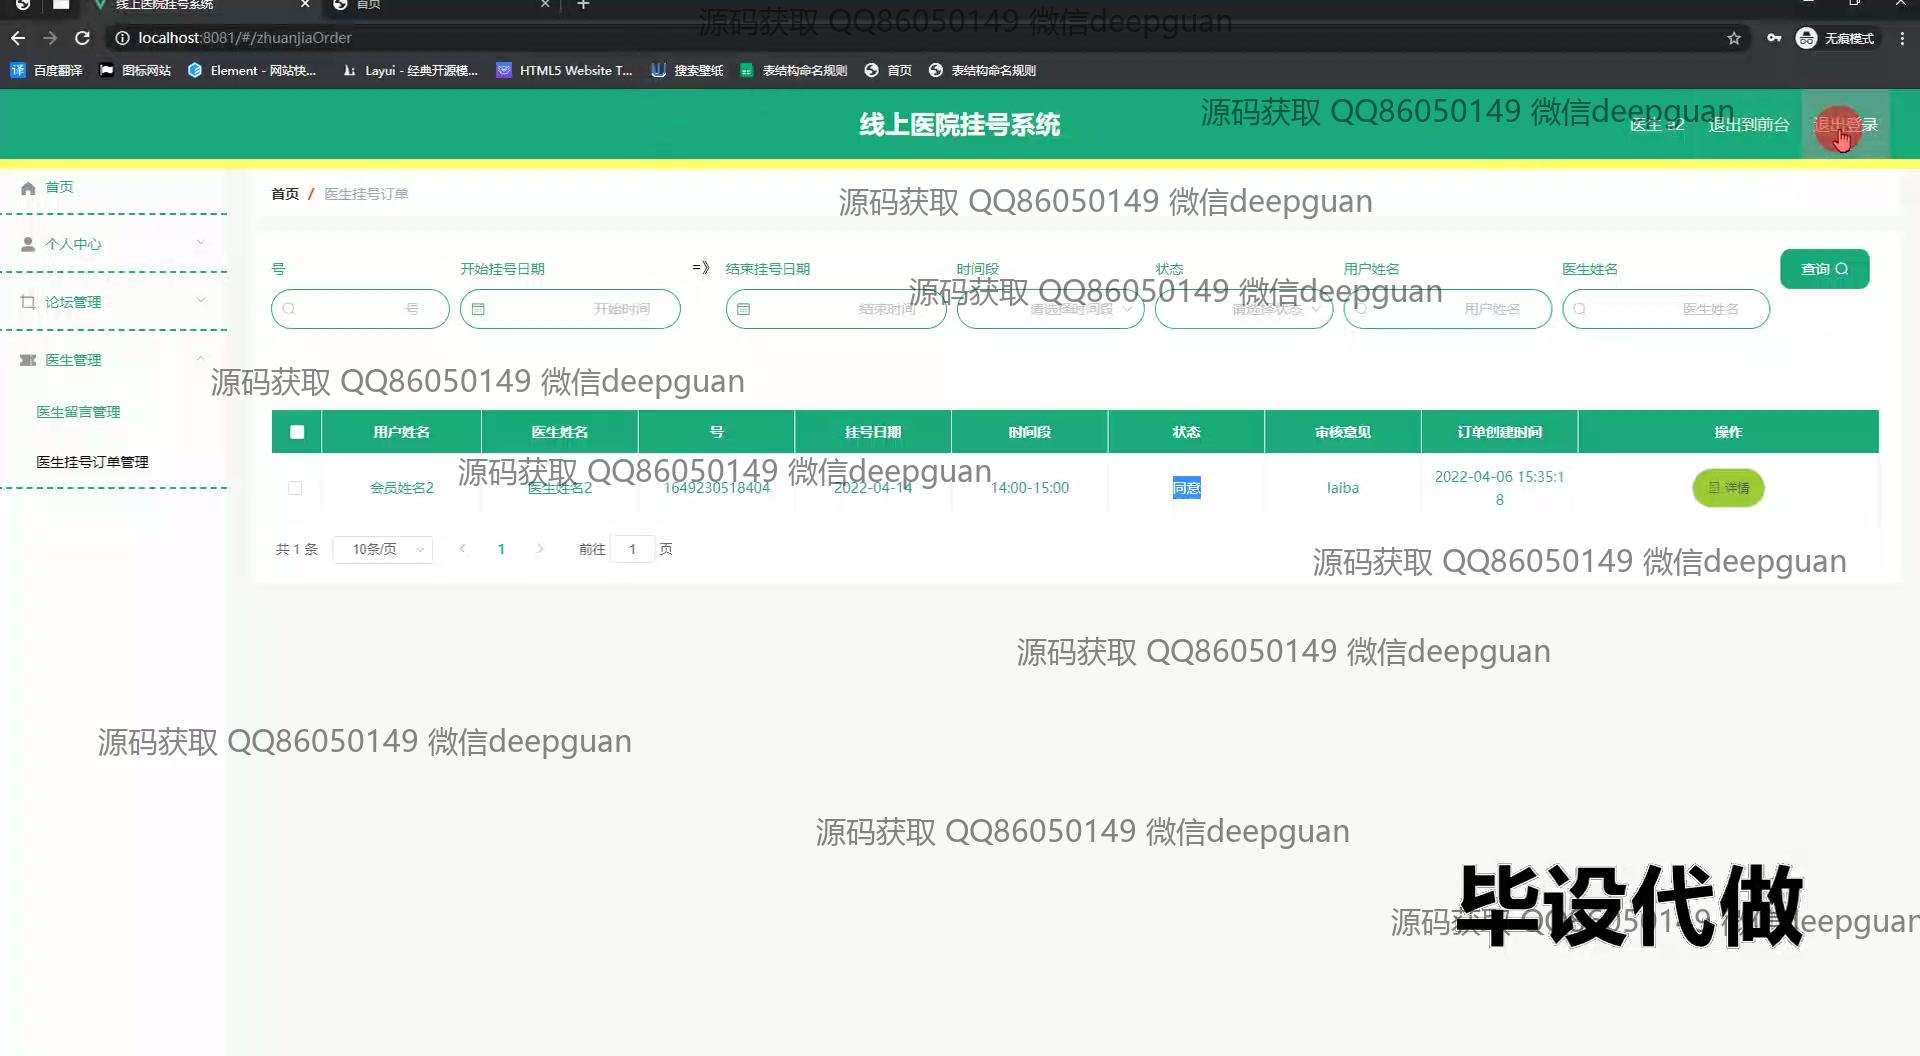 线上医院挂号系统
首页
localhost:8081/#/zhuanjiaOrder
无痕模式
百度翻译
图标网站
Element - 网站快...
Layui - 经典开源模...
HTML5 Website T...
搜索壁纸
表结构命名规则
首页
表结构命名规则
源码获取 QQ86050149 微信deepguan
线上医院挂号系统
源码获取 QQ86050149 微信deepguan
医生 a2
退出到前台
退出登录
首页
个人中心
论坛管理
医生管理
医生留言管理
医生挂号订单管理
首页 / 医生挂号订单
源码获取 QQ86050149 微信deepguan
号
开始挂号日期
=》
结束挂号日期
时间段
状态
用户姓名
医生姓名
查询
源码获取 QQ86050149 微信deepguan
号
开始时间
结束时间
请选择时间段
请选择状态
用户姓名
医生姓名
源码获取 QQ86050149 微信deepguan
用户姓名 医生姓名 号 挂号日期 时间段 状态 审核意见 订单创建时间 操作
源码获取 QQ86050149 微信deepguan
会员姓名2 医生姓名2 1649230518404 2022-04-14 14:00-15:00 同意 laiba 2022-04-06 15:35:1
8
详情
共 1 条 10条/页 1 前往 1 页
源码获取 QQ86050149 微信deepguan
源码获取 QQ86050149 微信deepguan
源码获取 QQ86050149 微信deepguan
源码获取 QQ86050149 微信deepguan
毕设代做
源码获取 QQ86050149 微信deepguan